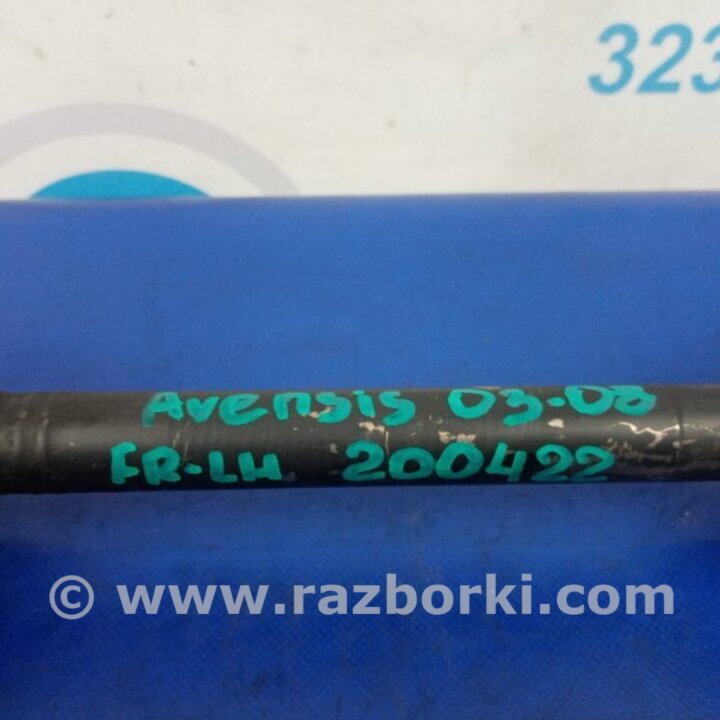 323
Avensis 03-08
FR-LH 200422
© www.razborki.com